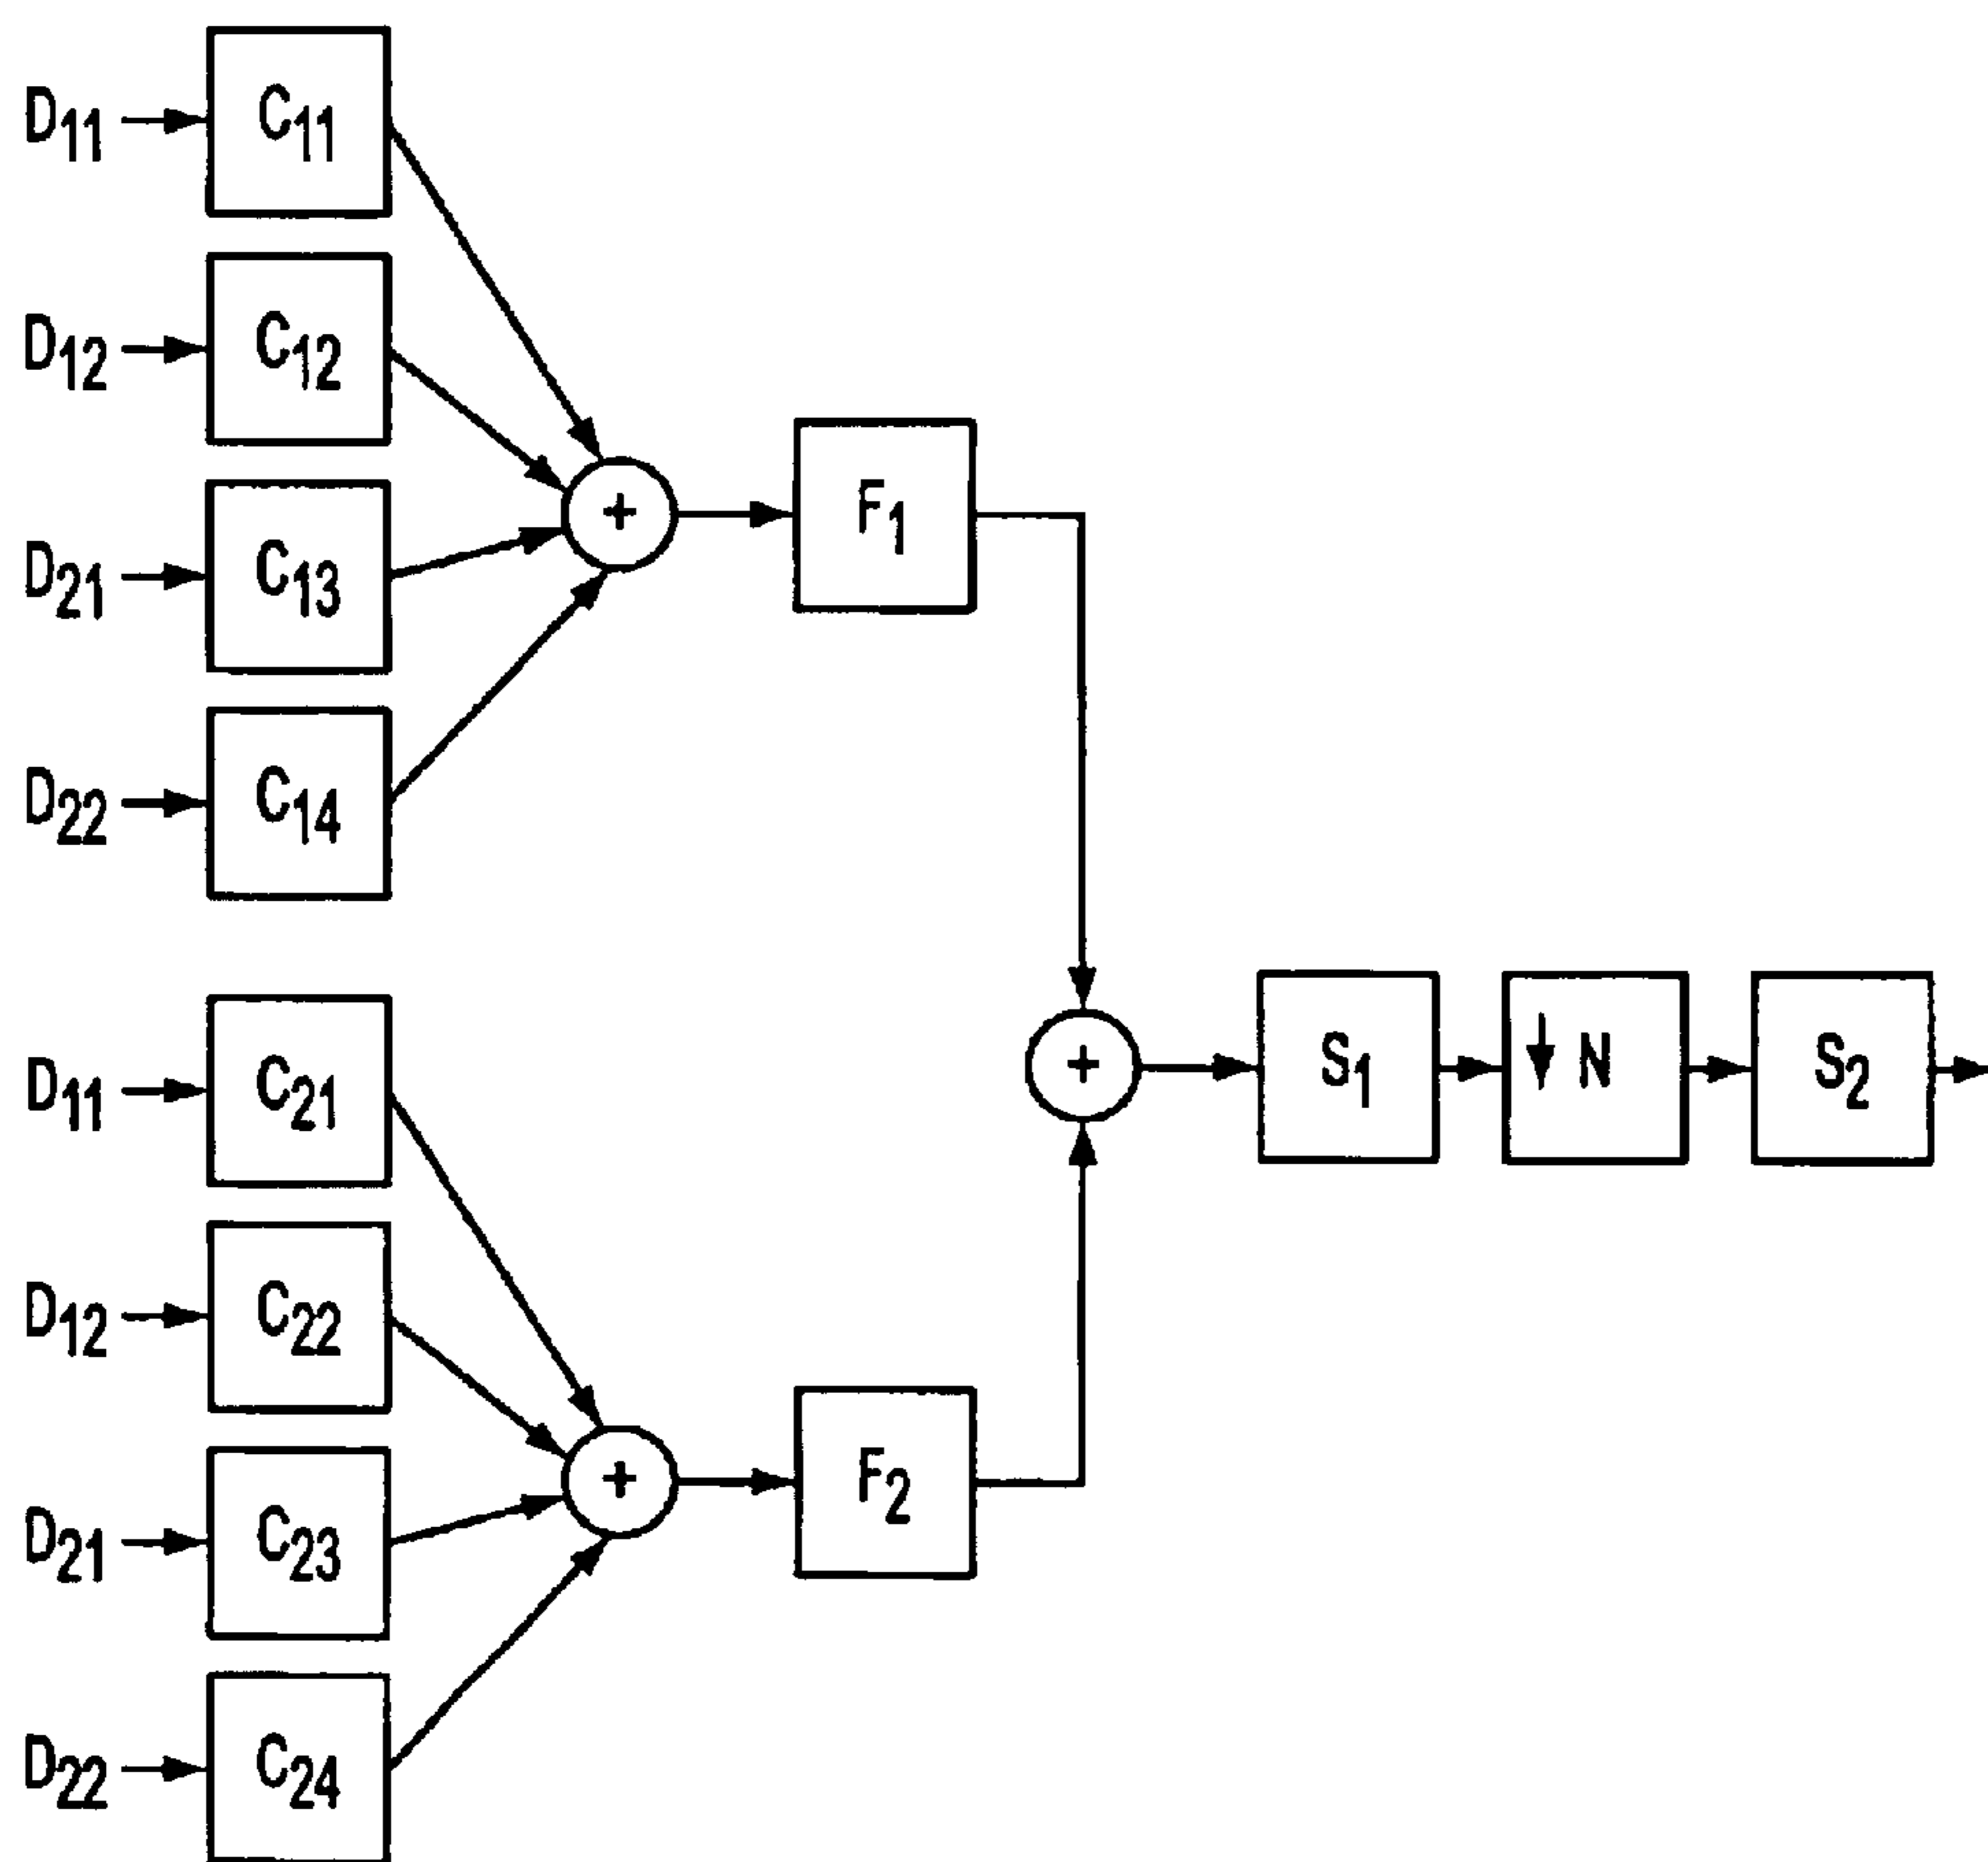 D11 C11
D12 C12
+ F1
D21 C13
D22 C14
D11 C21
+ S1 ↓ N S2
D12 C22
+ F2
D21 C23
D22 C24